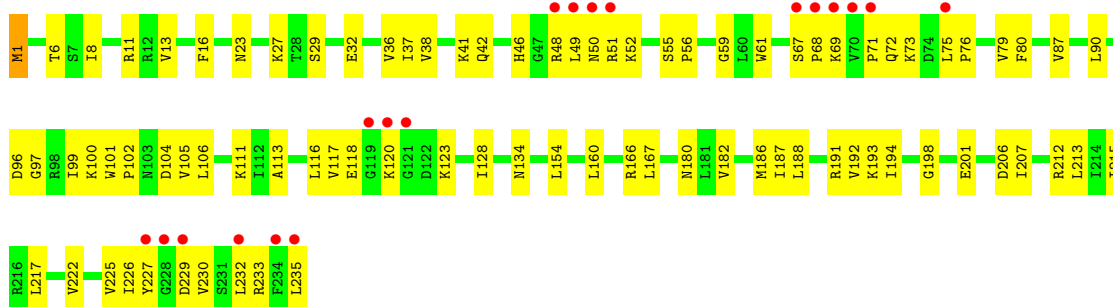 M1 T6 S7 I8 R11 R12 V13 F16 N23 K27 T28 S29 E32 V36 I37 V38 K41 Q42 H46 G47 R48 L49 N50 R51 K52 S55 P56 G59 L60 W61 S67 P68 K69 V70 P71 Q72 K73 D74 L75 P76 V79 F80 V87 L90
D96 G97 R98 I99 K100 W101 P102 N103 D104 V105 L106 K111 I112 A113 L116 V117 E118 G119 K120 G121 D122 K123 I128 N134 L154 L160 R166 L167 N180 L181 V182 M186 I187 L188 R191 V192 K193 I194 G198 E201 D206 I207 R212 L213 I214
R216 L217 V222 V225 I226 Y227 G228 D229 V230 S231 L232 R233 F234 L235